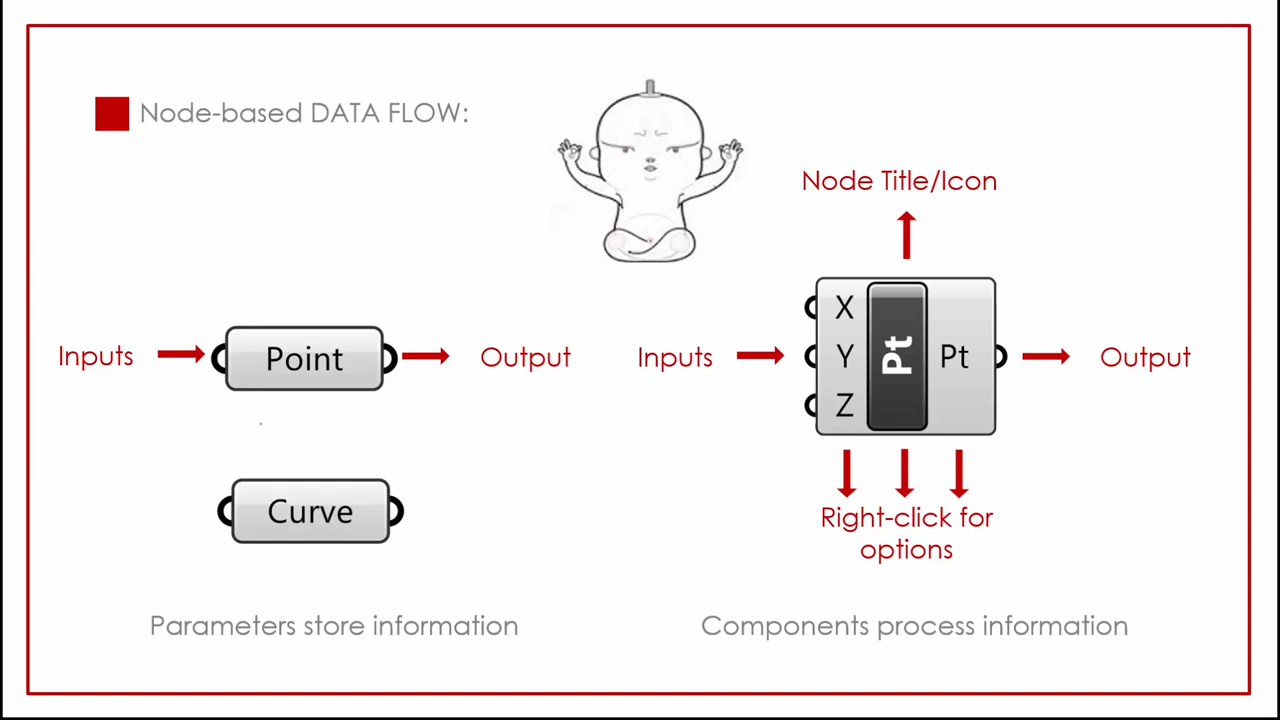 Node-based DATA FLOW:
Node Title/Icon
Inputs
Point
Output
Inputs
X
Y
Z
Pt
Pt
Output
Curve
Right-click for
options
Parameters store information
Components process information